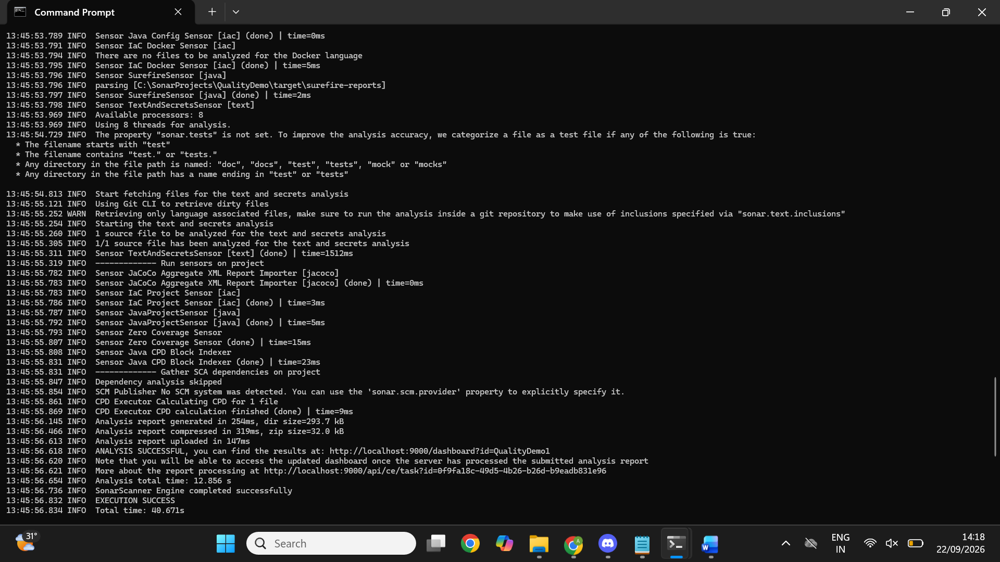 Command Prompt
13:45:53.789 INFO  Sensor Java Config Sensor [iac] (done) | time=0ms
13:45:53.791 INFO  Sensor IaC Docker Sensor [iac]
13:45:53.794 INFO  There are no files to be analyzed for the Docker language
13:45:53.795 INFO  Sensor IaC Docker Sensor [iac] (done) | time=5ms
13:45:53.796 INFO  Sensor SurefireSensor [java]
13:45:53.796 INFO  parsing [C:\SonarProjects\QualityDemo\target\surefire-reports]
13:45:53.797 INFO  Sensor SurefireSensor [java] (done) | time=2ms
13:45:53.798 INFO  Sensor TextAndSecretsSensor [text]
13:45:53.969 INFO  Available processors: 8
13:45:53.969 INFO  Using 8 threads for analysis.
13:45:54.729 INFO  The property "sonar.tests" is not set. To improve the analysis accuracy, we categorize a file as a test file if any of the following is true:
  * The filename starts with "test"
  * The filename contains "test." or "tests."
  * Any directory in the file path is named: "doc", "docs", "test", "tests", "mock" or "mocks"
  * Any directory in the file path has a name ending in "test" or "tests"
13:45:54.813 INFO  Start fetching files for the text and secrets analysis
13:45:55.121 INFO  Using Git CLI to retrieve dirty files
13:45:55.252 WARN  Retrieving only language associated files, make sure to run the analysis inside a git repository to make use of inclusions specified via "sonar.text.inclusions"
13:45:55.254 INFO  Starting the text and secrets analysis
13:45:55.260 INFO  1 source file to be analyzed for the text and secrets analysis
13:45:55.305 INFO  1/1 source file has been analyzed for the text and secrets analysis
13:45:55.311 INFO  Sensor TextAndSecretsSensor [text] (done) | time=1512ms
13:45:55.319 INFO  ------------- Run sensors on project
13:45:55.782 INFO  Sensor JaCoCo Aggregate XML Report Importer [jacoco]
13:45:55.783 INFO  Sensor JaCoCo Aggregate XML Report Importer [jacoco] (done) | time=0ms
13:45:55.783 INFO  Sensor IaC Project Sensor [iac]
13:45:55.786 INFO  Sensor IaC Project Sensor [iac] (done) | time=3ms
13:45:55.787 INFO  Sensor JavaProjectSensor [java]
13:45:55.792 INFO  Sensor JavaProjectSensor [java] (done) | time=5ms
13:45:55.793 INFO  Sensor Zero Coverage Sensor
13:45:55.807 INFO  Sensor Zero Coverage Sensor (done) | time=15ms
13:45:55.808 INFO  Sensor Java CPD Block Indexer
13:45:55.831 INFO  Sensor Java CPD Block Indexer (done) | time=23ms
13:45:55.831 INFO  ------------- Gather SCA dependencies on project
13:45:55.847 INFO  Dependency analysis skipped
13:45:55.854 INFO  SCM Publisher No SCM system was detected. You can use the 'sonar.scm.provider' property to explicitly specify it.
13:45:55.861 INFO  CPD Executor Calculating CPD for 1 file
13:45:55.869 INFO  CPD Executor CPD calculation finished (done) | time=9ms
13:45:56.145 INFO  Analysis report generated in 254ms, dir size=293.7 kB
13:45:56.466 INFO  Analysis report compressed in 319ms, zip size=32.0 kB
13:45:56.613 INFO  Analysis report uploaded in 147ms
13:45:56.618 INFO  ANALYSIS SUCCESSFUL, you can find the results at: http://localhost:9000/dashboard?id=QualityDemo1
13:45:56.620 INFO  Note that you will be able to access the updated dashboard once the server has processed the submitted analysis report
13:45:56.621 INFO  More about the report processing at http://localhost:9000/api/ce/task?id=0f9fa18c-49d5-4b26-b26d-b9eadb831e96
13:45:56.654 INFO  Analysis total time: 12.856 s
13:45:56.736 INFO  SonarScanner Engine completed successfully
13:45:56.832 INFO  EXECUTION SUCCESS
13:45:56.834 INFO  Total time: 40.671s
31°
Search
A
W
ENG
IN
14:18
22/09/2026